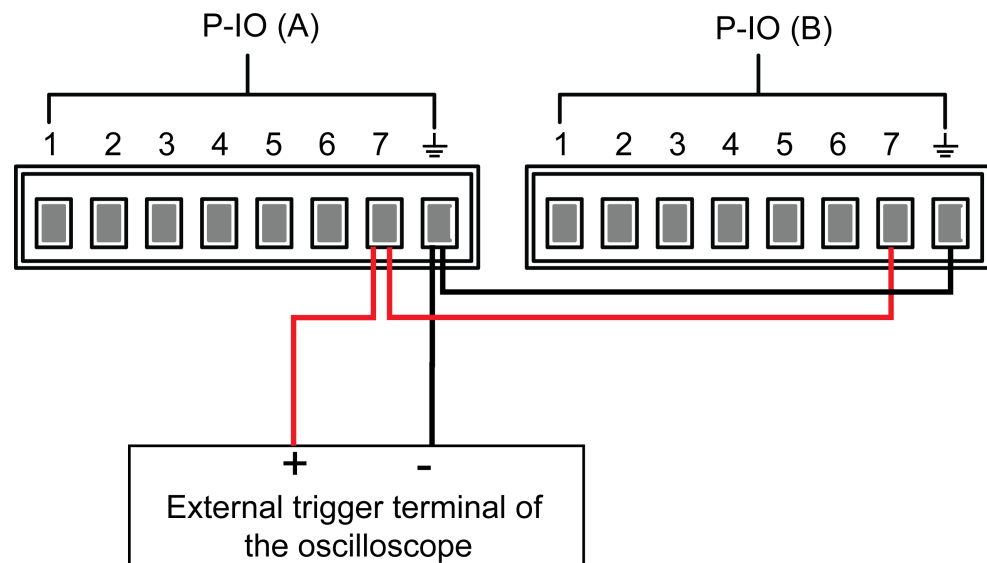 P-IO (A) P-IO (B)
1 2 3 4 5 6 7 1 2 3 4 5 6 7
+ -
External trigger terminal of
the oscilloscope